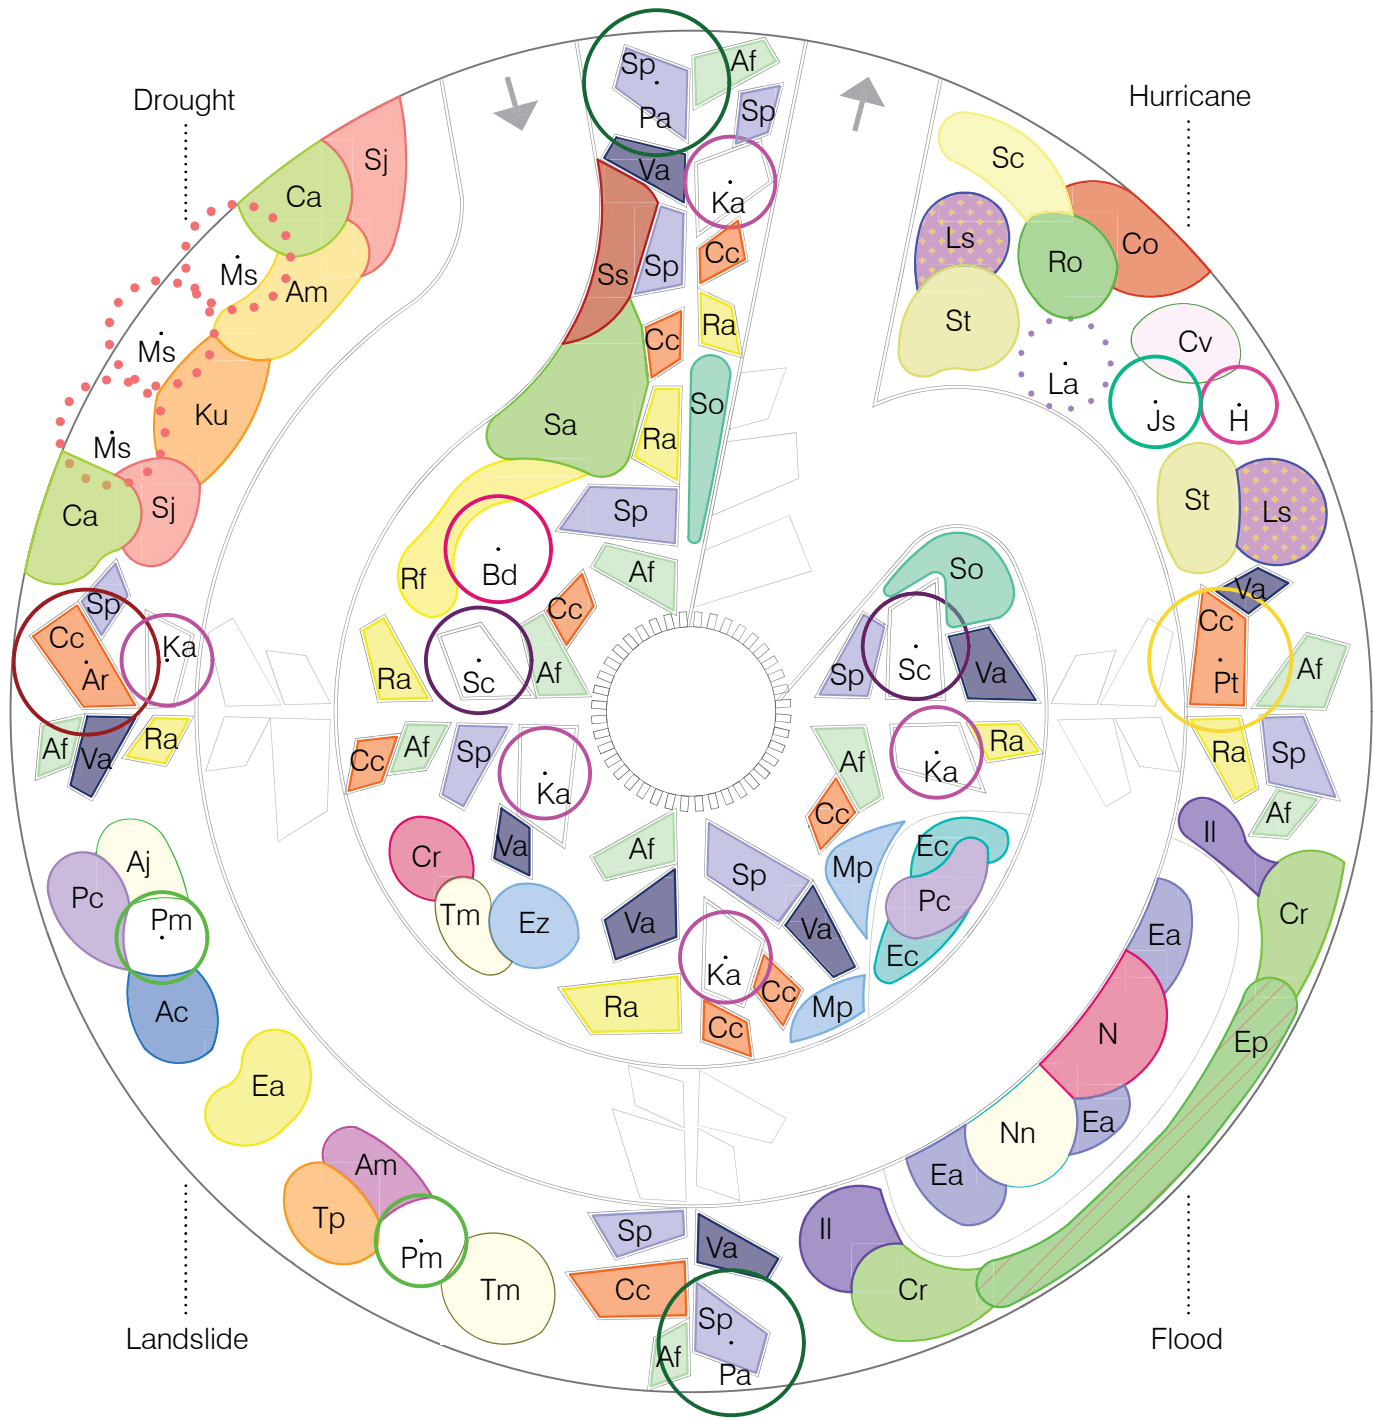 Drought
Hurricane
Sp
Pa
Af
Sp
Va
Ka
Ss
Sp
Cc
Cc
Ra
Sa
Ra
So
Rf
Sp
Bd
Af
Cc
Ra
Sc
Af
Sj
Ca
Ms
Am
Ms
Ku
Ms
Ca
Sj
Sc
Ls
Ro
Co
St
La
Cv
Js
H
St
Ls
Sp
Cc
Ar
Ka
Af
Va
Ra
So
Sp
Sc
Va
Va
Cc
Pt
Af
Ra
Sp
Af
Cc
Af
Sp
Ka
Va
Cr
Tm
Ez
Af
Va
Ra
Sp
Va
Ka
Cc
Cc
Mp
Af
Cc
Ka
Ra
Mp
Ec
Pc
Ec
Aj
Pc
Pm
Ac
Ea
Am
Tp
Pm
Tm
Il
Cr
Ea
N
Ep
Ea
Nn
Ea
Il
Cr
Sp
Va
Cc
Sp
Af
Pa
Landslide
Flood